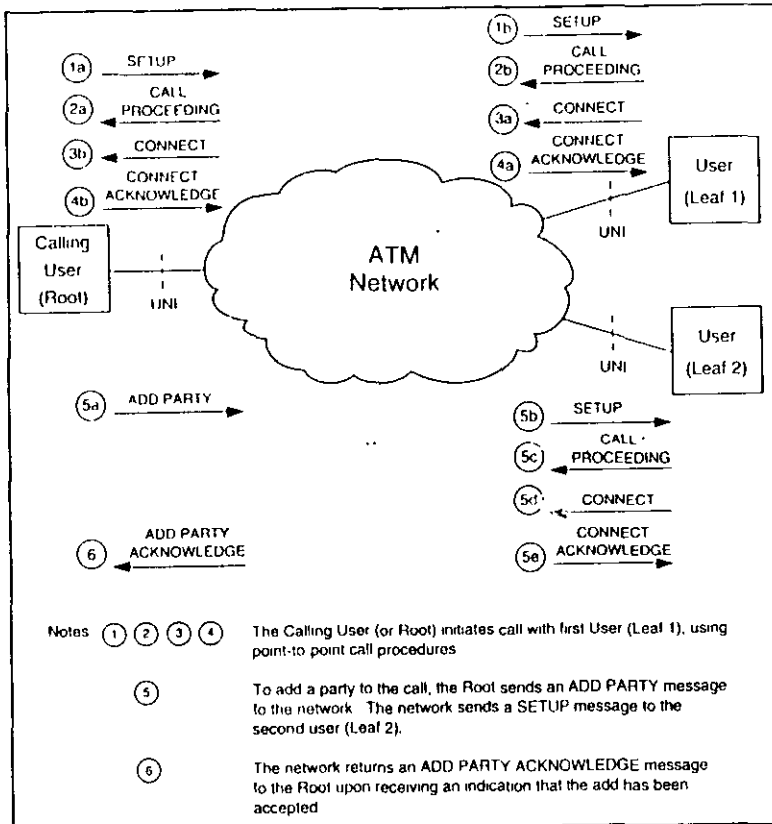 1a SETUP
2a CALL
PROCEEDING
3b CONNECT
4b CONNECT
ACKNOWLEDGE
1b SETUP
2b CALL
PROCEEDING
3a CONNECT
4a CONNECT
ACKNOWLEDGE
Calling
User
(Root)
UNI
ATM
Network
User
(Leaf 1)
UNI
User
(Leaf 2)
UNI
5a ADD PARTY
6 ADD PARTY
ACKNOWLEDGE
5b SETUP
5c CALL
PROCEEDING
5d CONNECT
5e CONNECT
ACKNOWLEDGE
Notes 1 2 3 4 The Calling User (or Root) initiates call with first User (Leaf 1), using
point-to point call procedures
5 To add a party to the call, the Root sends an ADD PARTY message
to the network The network sends a SETUP message to the
second user (Leaf 2).
6 The network returns an ADD PARTY ACKNOWLEDGE message
to the Root upon receiving an indication that the add has been
accepted